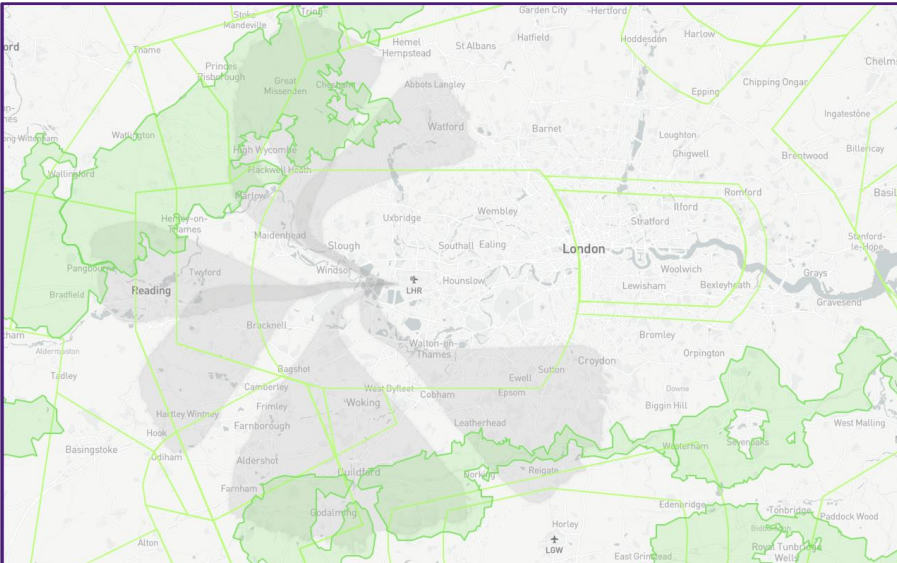 Garden City
Hertford
Stoke
Mandeville
Tring
ord
Thame
Hemel
Hempstead
St Albans
Hatfield
Hoddesdon
Harlow
Princes
Risborough
Great
Missenden
Chesham
Abbots Langley
Epping
Chipping Ongar
Chelms
Watford
Barnet
Loughton
Chigwell
Ingatestone
Watlington
High Wycombe
Flackwell Heath
Brentwood
Billericay
Wallingford
Marlow
Romford
Basil
Henley-on-
Thames
Maidenhead
Uxbridge
Wembley
Ilford
Stratford
Slough
Southall
Ealing
London
Stanford-
le-Hope
Pangbourne
Twyford
Windsor
LHR
Hounslow
Woolwich
Grays
Bradfield
Reading
Lewisham
Bexleyheath
Gravesend
Bracknell
Walton-on-
Thames
Bromley
Aldermaston
Croydon
Orpington
Tadley
Bagshot
Camberley
West Byfleet
Cobham
Ewell
Sutton
Epsom
Downe
Biggin Hill
Hartley Wintney
Frimley
Woking
Farnborough
Leatherhead
West Malling
Hook
Basingstoke
Odiham
Aldershot
Guildford
Dorking
Reigate
Westerham
Sevenoaks
Farnham
Godalming
Edenbridge
Tonbridge
Paddock Wood
Horley
LGW
Alton
East Grinstead
Royal Tunbridge
Wells